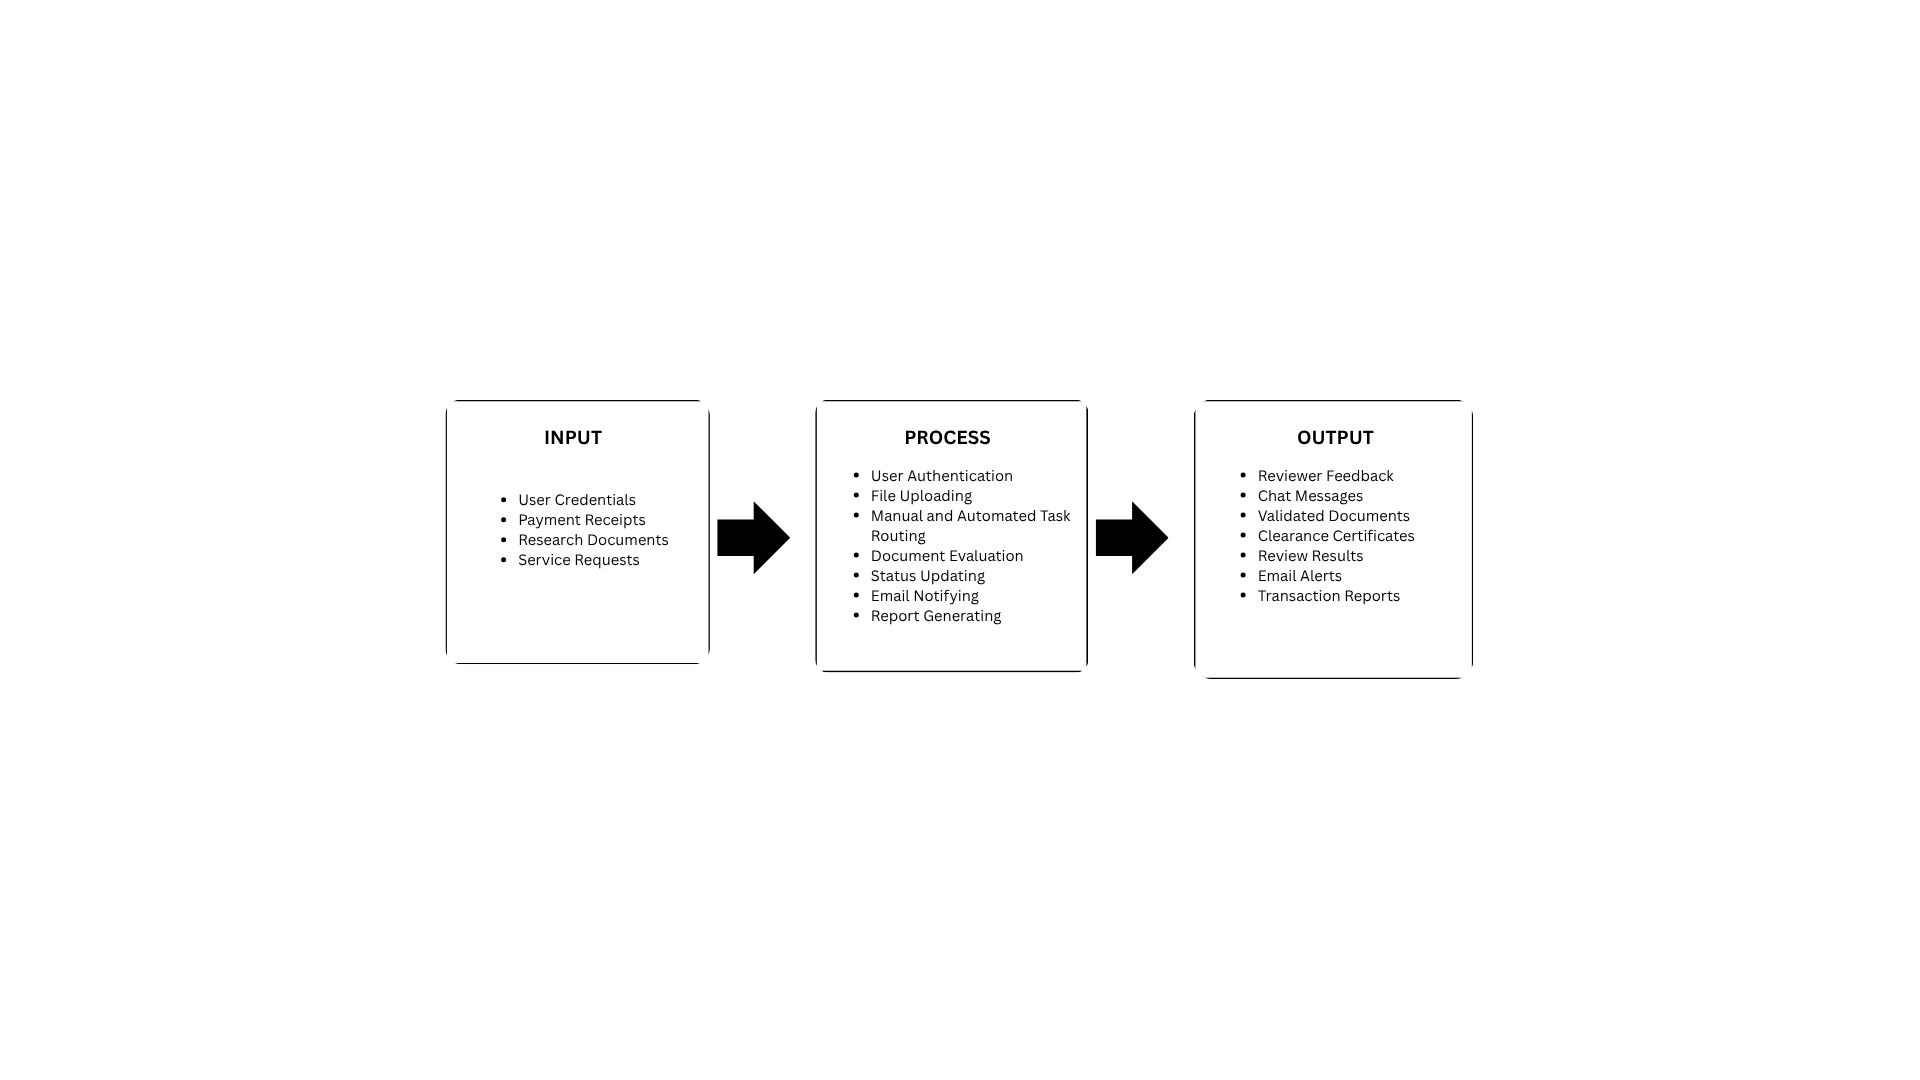 INPUT
• User Credentials
• Payment Receipts
• Research Documents
• Service Requests
PROCESS
• User Authentication
• File Uploading
• Manual and Automated Task
Routing
• Document Evaluation
• Status Updating
• Email Notifying
• Report Generating
OUTPUT
• Reviewer Feedback
• Chat Messages
• Validated Documents
• Clearance Certificates
• Review Results
• Email Alerts
• Transaction Reports